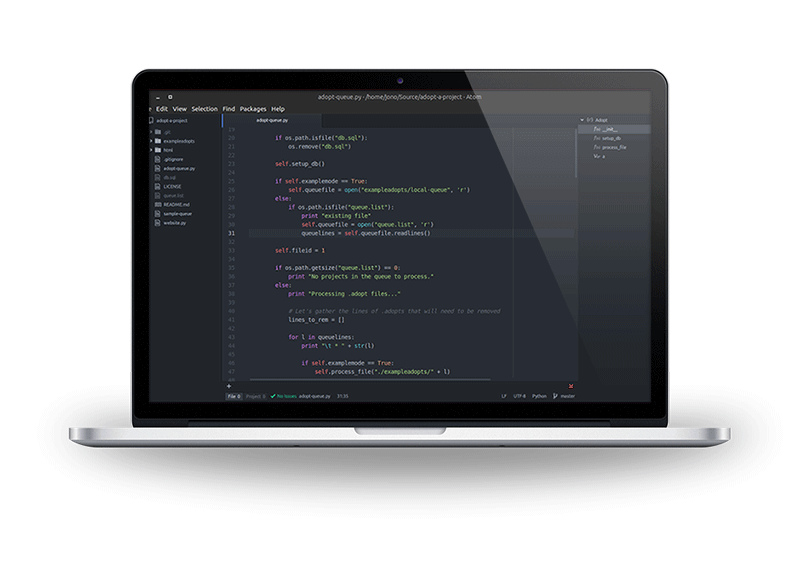 adopt-queue.py - /home/jono/Source/adopt-a-project - Atom
Edit View Selection Find Packages Help
adopt-a-project
.git
exampleadopts
html
.gitignore
adopt-queue.py
db.sql
LICENSE
queue.list
README.md
sample-queue
website.py
adopt-queue.py
19
20 if os.path.isfile("db.sql"):
21 os.remove("db.sql")
22
23 self.setup_db()
24
25 if self.examplemode == True:
26 self.queuefile = open("exampleadopts/local-queue", 'r')
27 else:
28 if os.path.isfile("queue.list"):
29 print "existing file"
30 self.queuefile = open("queue.list", 'r')
31 queuelines = self.queuefile.readlines()
32
33 self.fileid = 1
34
35 if os.path.getsize("queue.list") == 0:
36 print "No projects in the queue to process."
37 else:
38 print "Processing .adopt files..."
39
40 # Let's gather the lines of .adopts that will need to be removed
41 lines_to_rem = []
42
43 for l in queuelines:
44 print "\t * " + str(l)
45
46 if self.examplemode == True:
47 self.process_file("./exampleadopts/" + l)
Adopt
__init__
setup_db
process_file
Var a
File 0 Project 0 No Issues adopt-queue.py 31:35 LF UTF-8 Python master